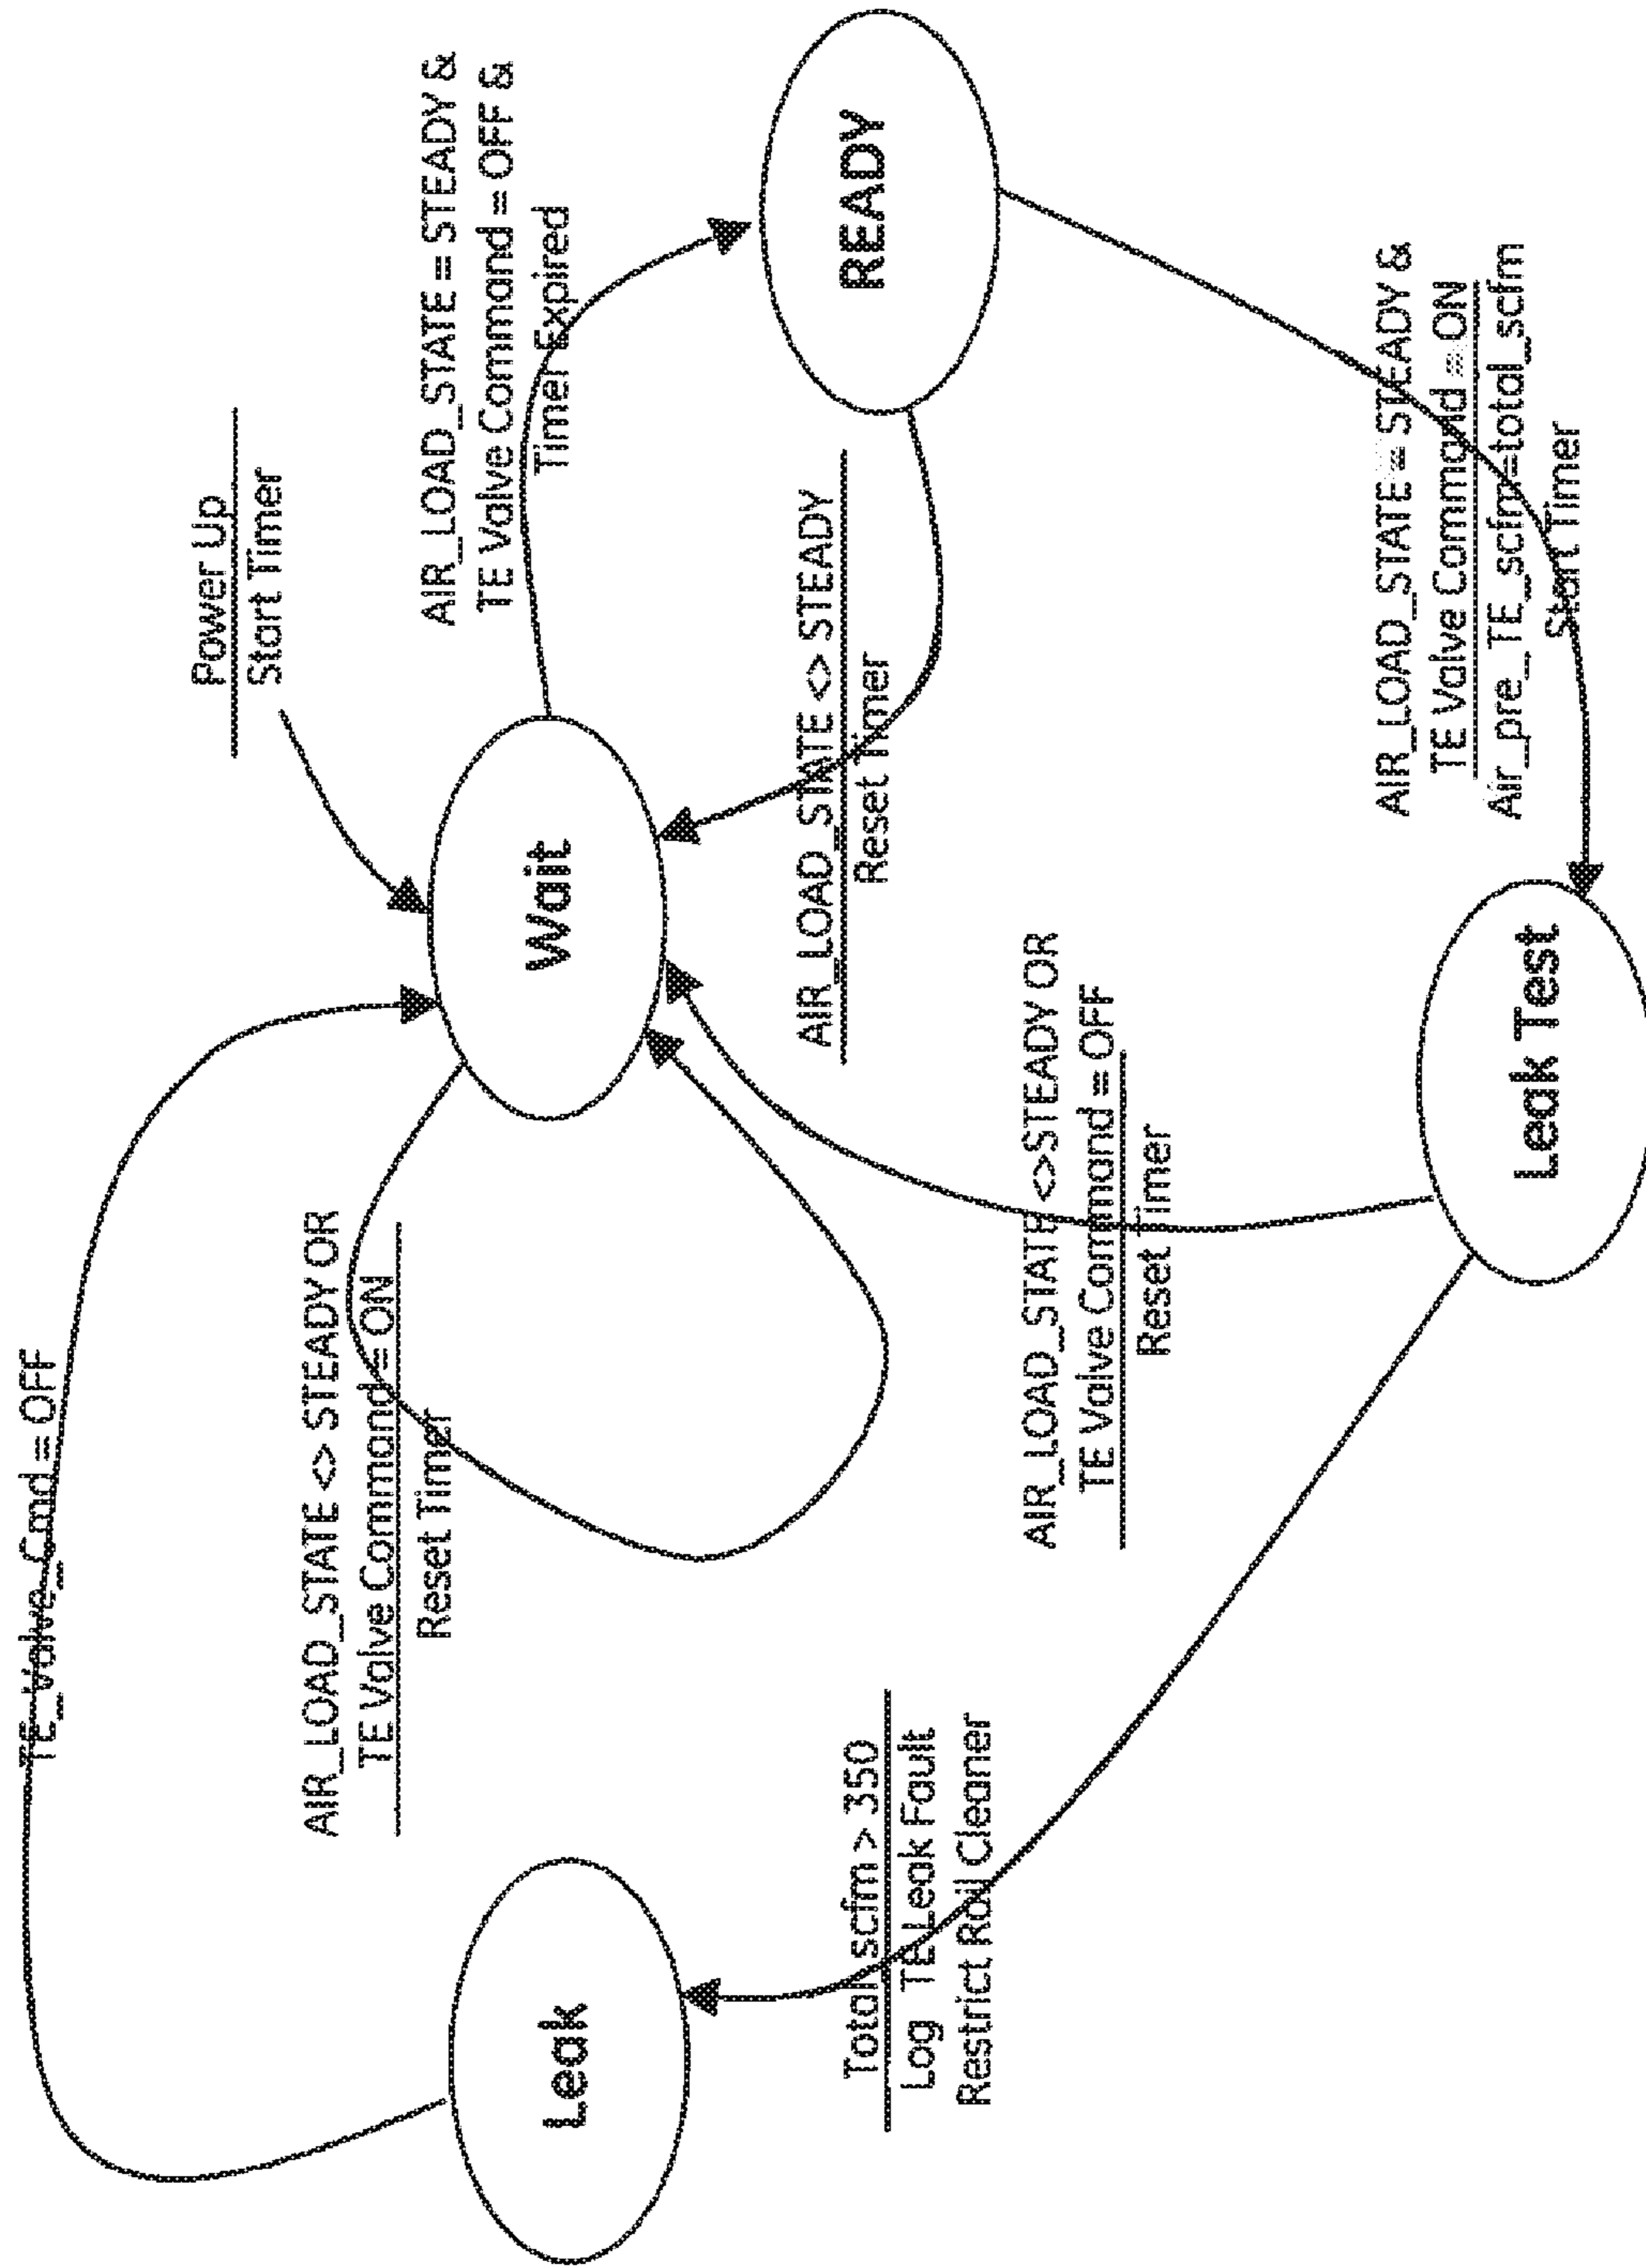 TE_Valve_Cmd = OFF
Power Up
Start Timer
AIR_LOAD_STATE <> STEADY OR
TE Valve Command = ON
Reset Timer
AIR_LOAD_STATE = STEADY &
TE Valve Command = OFF &
Timer Expired
Leak
Wait
READY
Total scfm > 350
Log TE Leak Fault
Restrict Rail Cleaner
AIR_LOAD_STATE <> STEADY
Reset Timer
AIR_LOAD_STATE <>STEADY OR
TE Valve Command = OFF
Reset Timer
AIR_LOAD_STATE = STEADY &
TE Valve Command = ON
Air_pre_TE_scfm=total_scfm
Start Timer
Leak Test